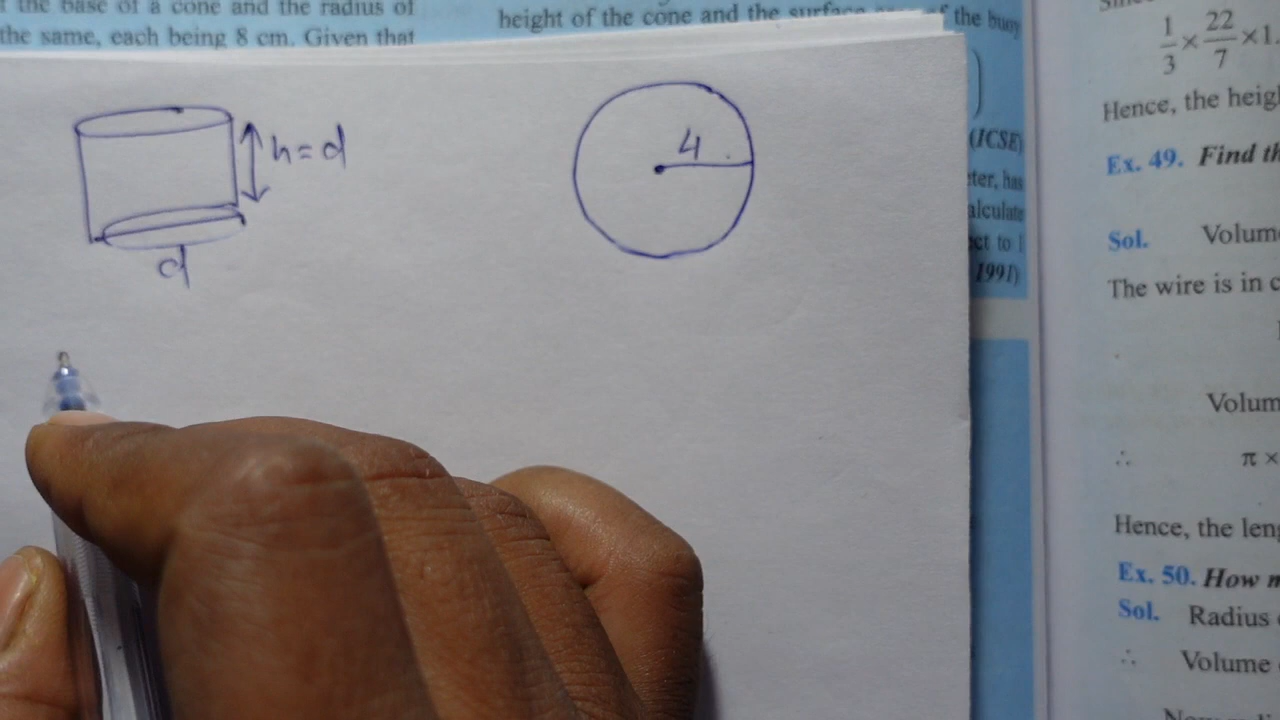 the base of a cone and the radius of
the same, each being 8 cm. Given that
height of the cone and the surface of the buoy
h=d
d
4
(ICSE)
ter, has
alculate
ct to 1
1991)
1/3 × 22/7 ×1.
Hence, the heigh
Ex. 49. Find th
Sol. Volum
The wire is in c
Volum
∴ π ×
Hence, the leng
Ex. 50. How m
Sol. Radius
∴ Volume